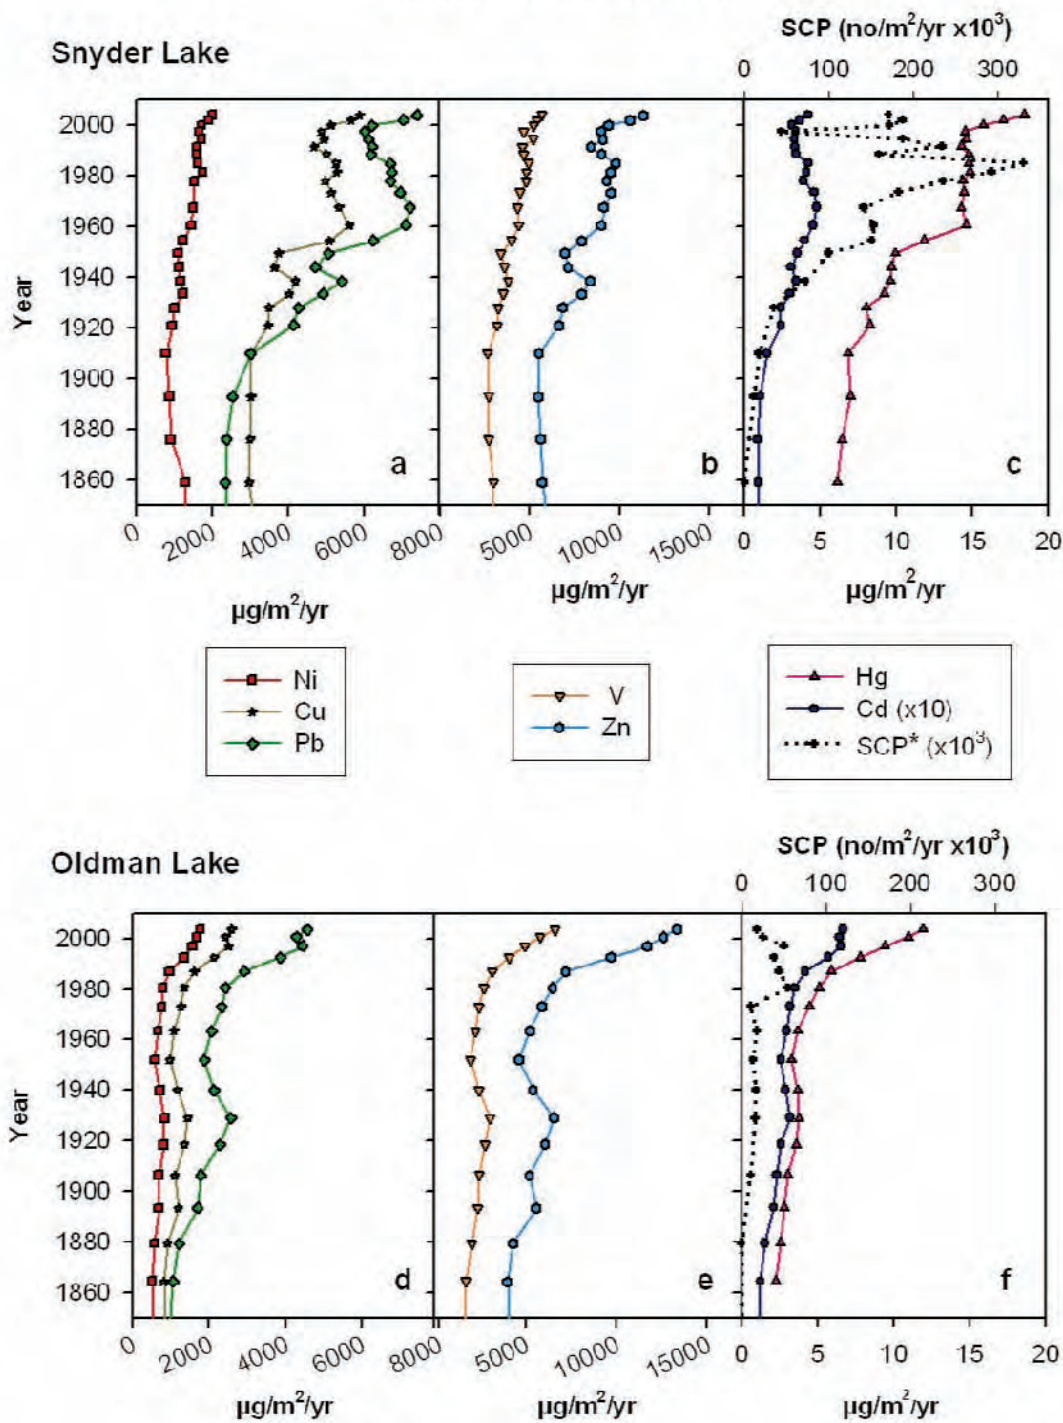 SCP (no/m²/yr x10³)
Snyder Lake
0 100 200 300
Year
2000
1980
1960
1940
1920
1900
1880
1860
a b c
0 2000 4000 6000 8000 5000 10000 15000 0 5 10 15 20
µg/m²/yr µg/m²/yr µg/m²/yr
Ni
Cu
Pb
V
Zn
Hg
Cd (x10)
SCP* (x10³)
SCP (no/m²/yr x10³)
Oldman Lake
0 100 200 300
Year
2000
1980
1960
1940
1920
1900
1880
1860
d e f
0 2000 4000 6000 8000 5000 10000 15000 0 5 10 15 20
µg/m²/yr µg/m²/yr µg/m²/yr